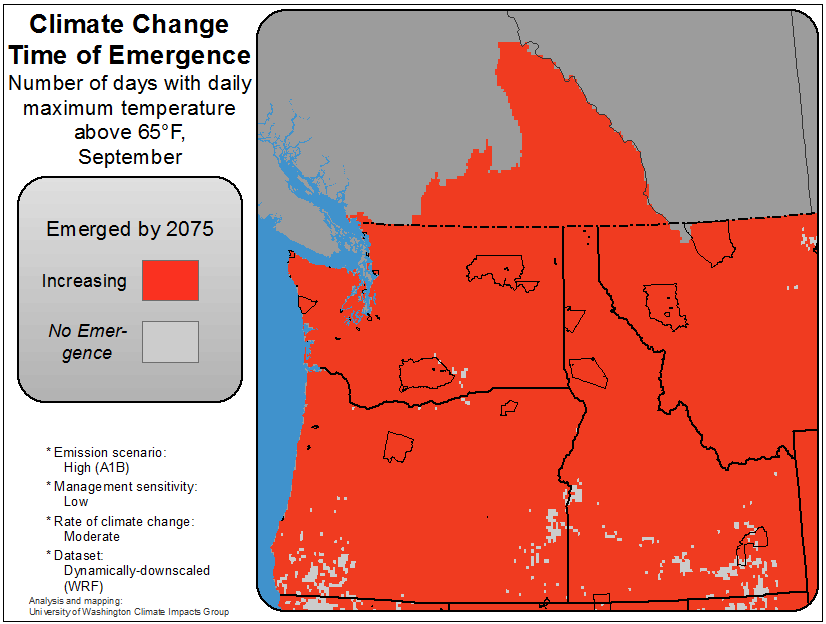 Climate Change
Time of Emergence
Number of days with daily
maximum temperature
above 65°F,
September
Emerged by 2075
Increasing
No Emer-
gence
* Emission scenario:
High (A1B)
* Management sensitivity:
Low
* Rate of climate change:
Moderate
* Dataset:
Dynamically-downscaled
(WRF)
Analysis and mapping:
University of Washington Climate Impacts Group